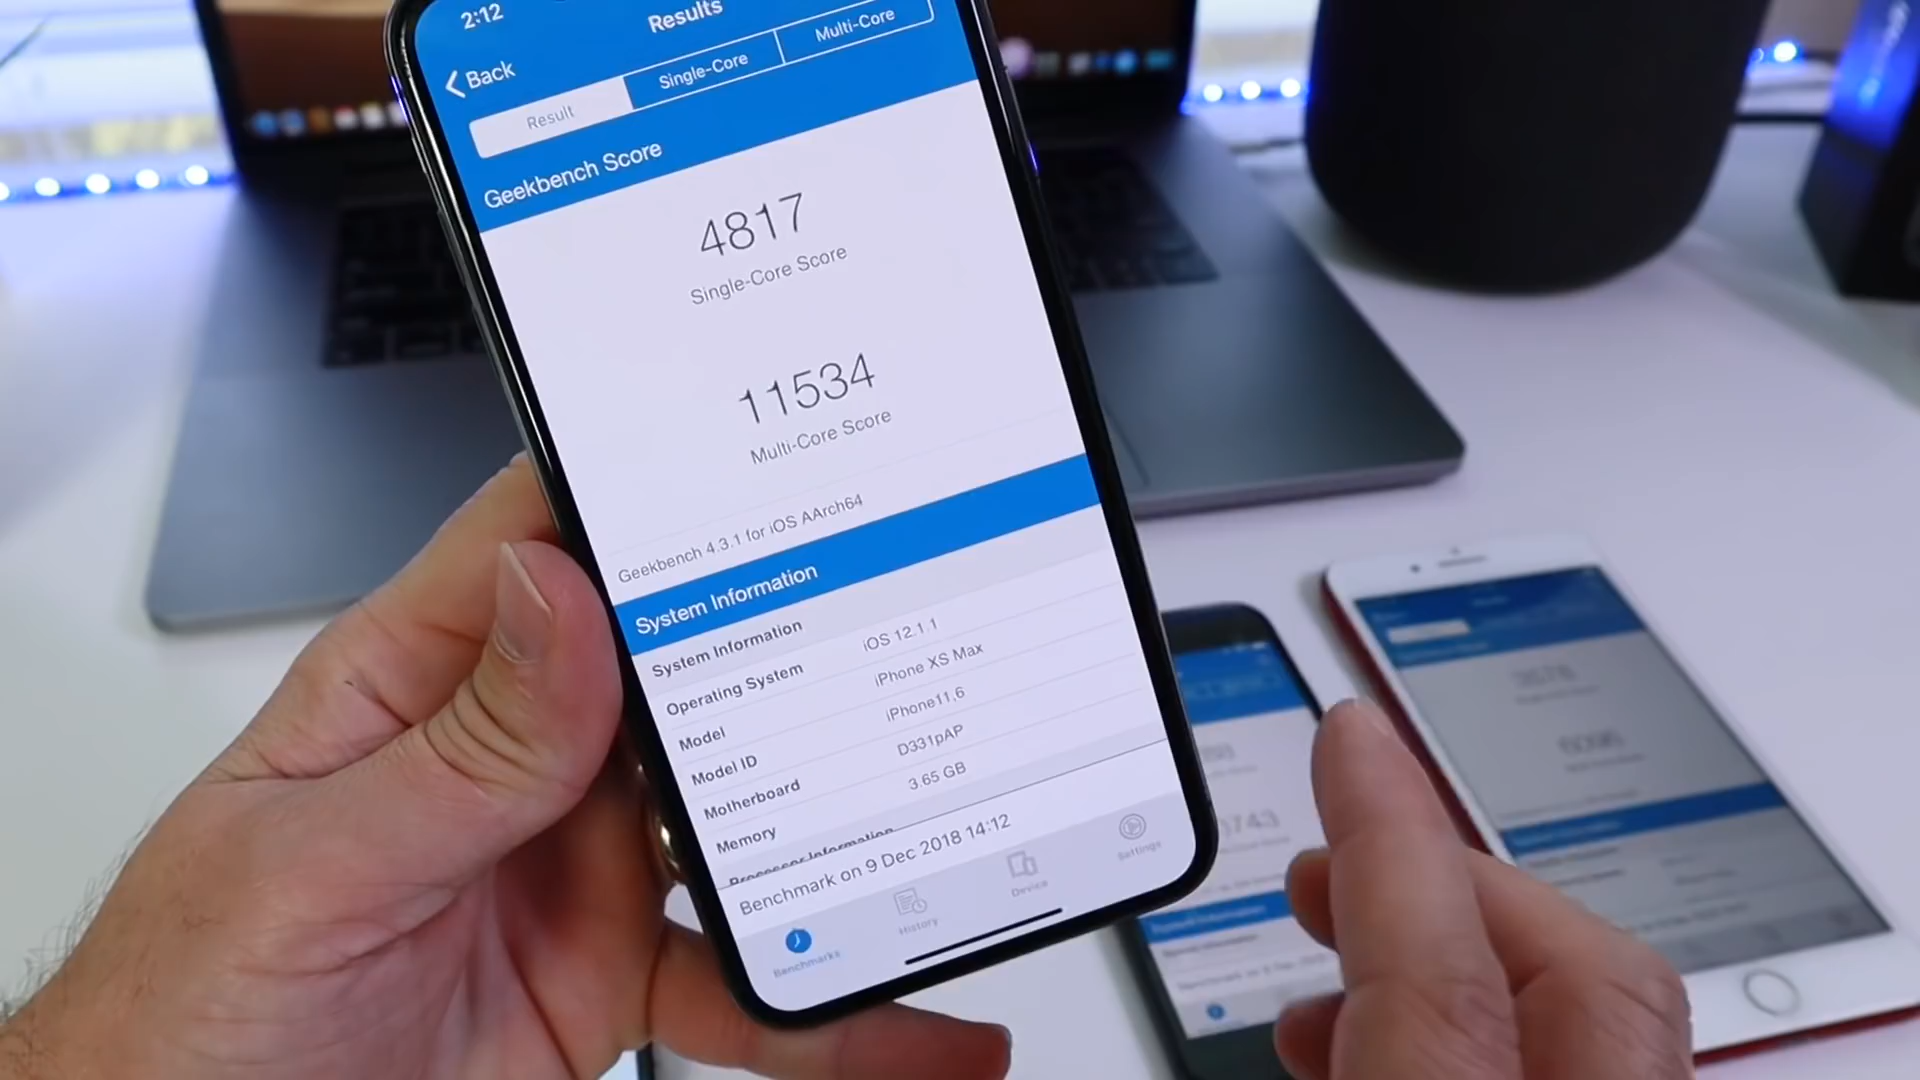 2:12
Results
Back
Result
Single-Core
Multi-Core
Geekbench Score
4817
Single-Core Score
11534
Multi-Core Score
Geekbench 4.3.1 for iOS AArch64
System Information
System Information
Operating System iOS 12.1.1
Model iPhone XS Max
Model ID iPhone11,6
Motherboard D331pAP
Memory 3.65 GB
Processor Information
Benchmark on 9 Dec 2018 14:12
Benchmarks
History
Device
Settings